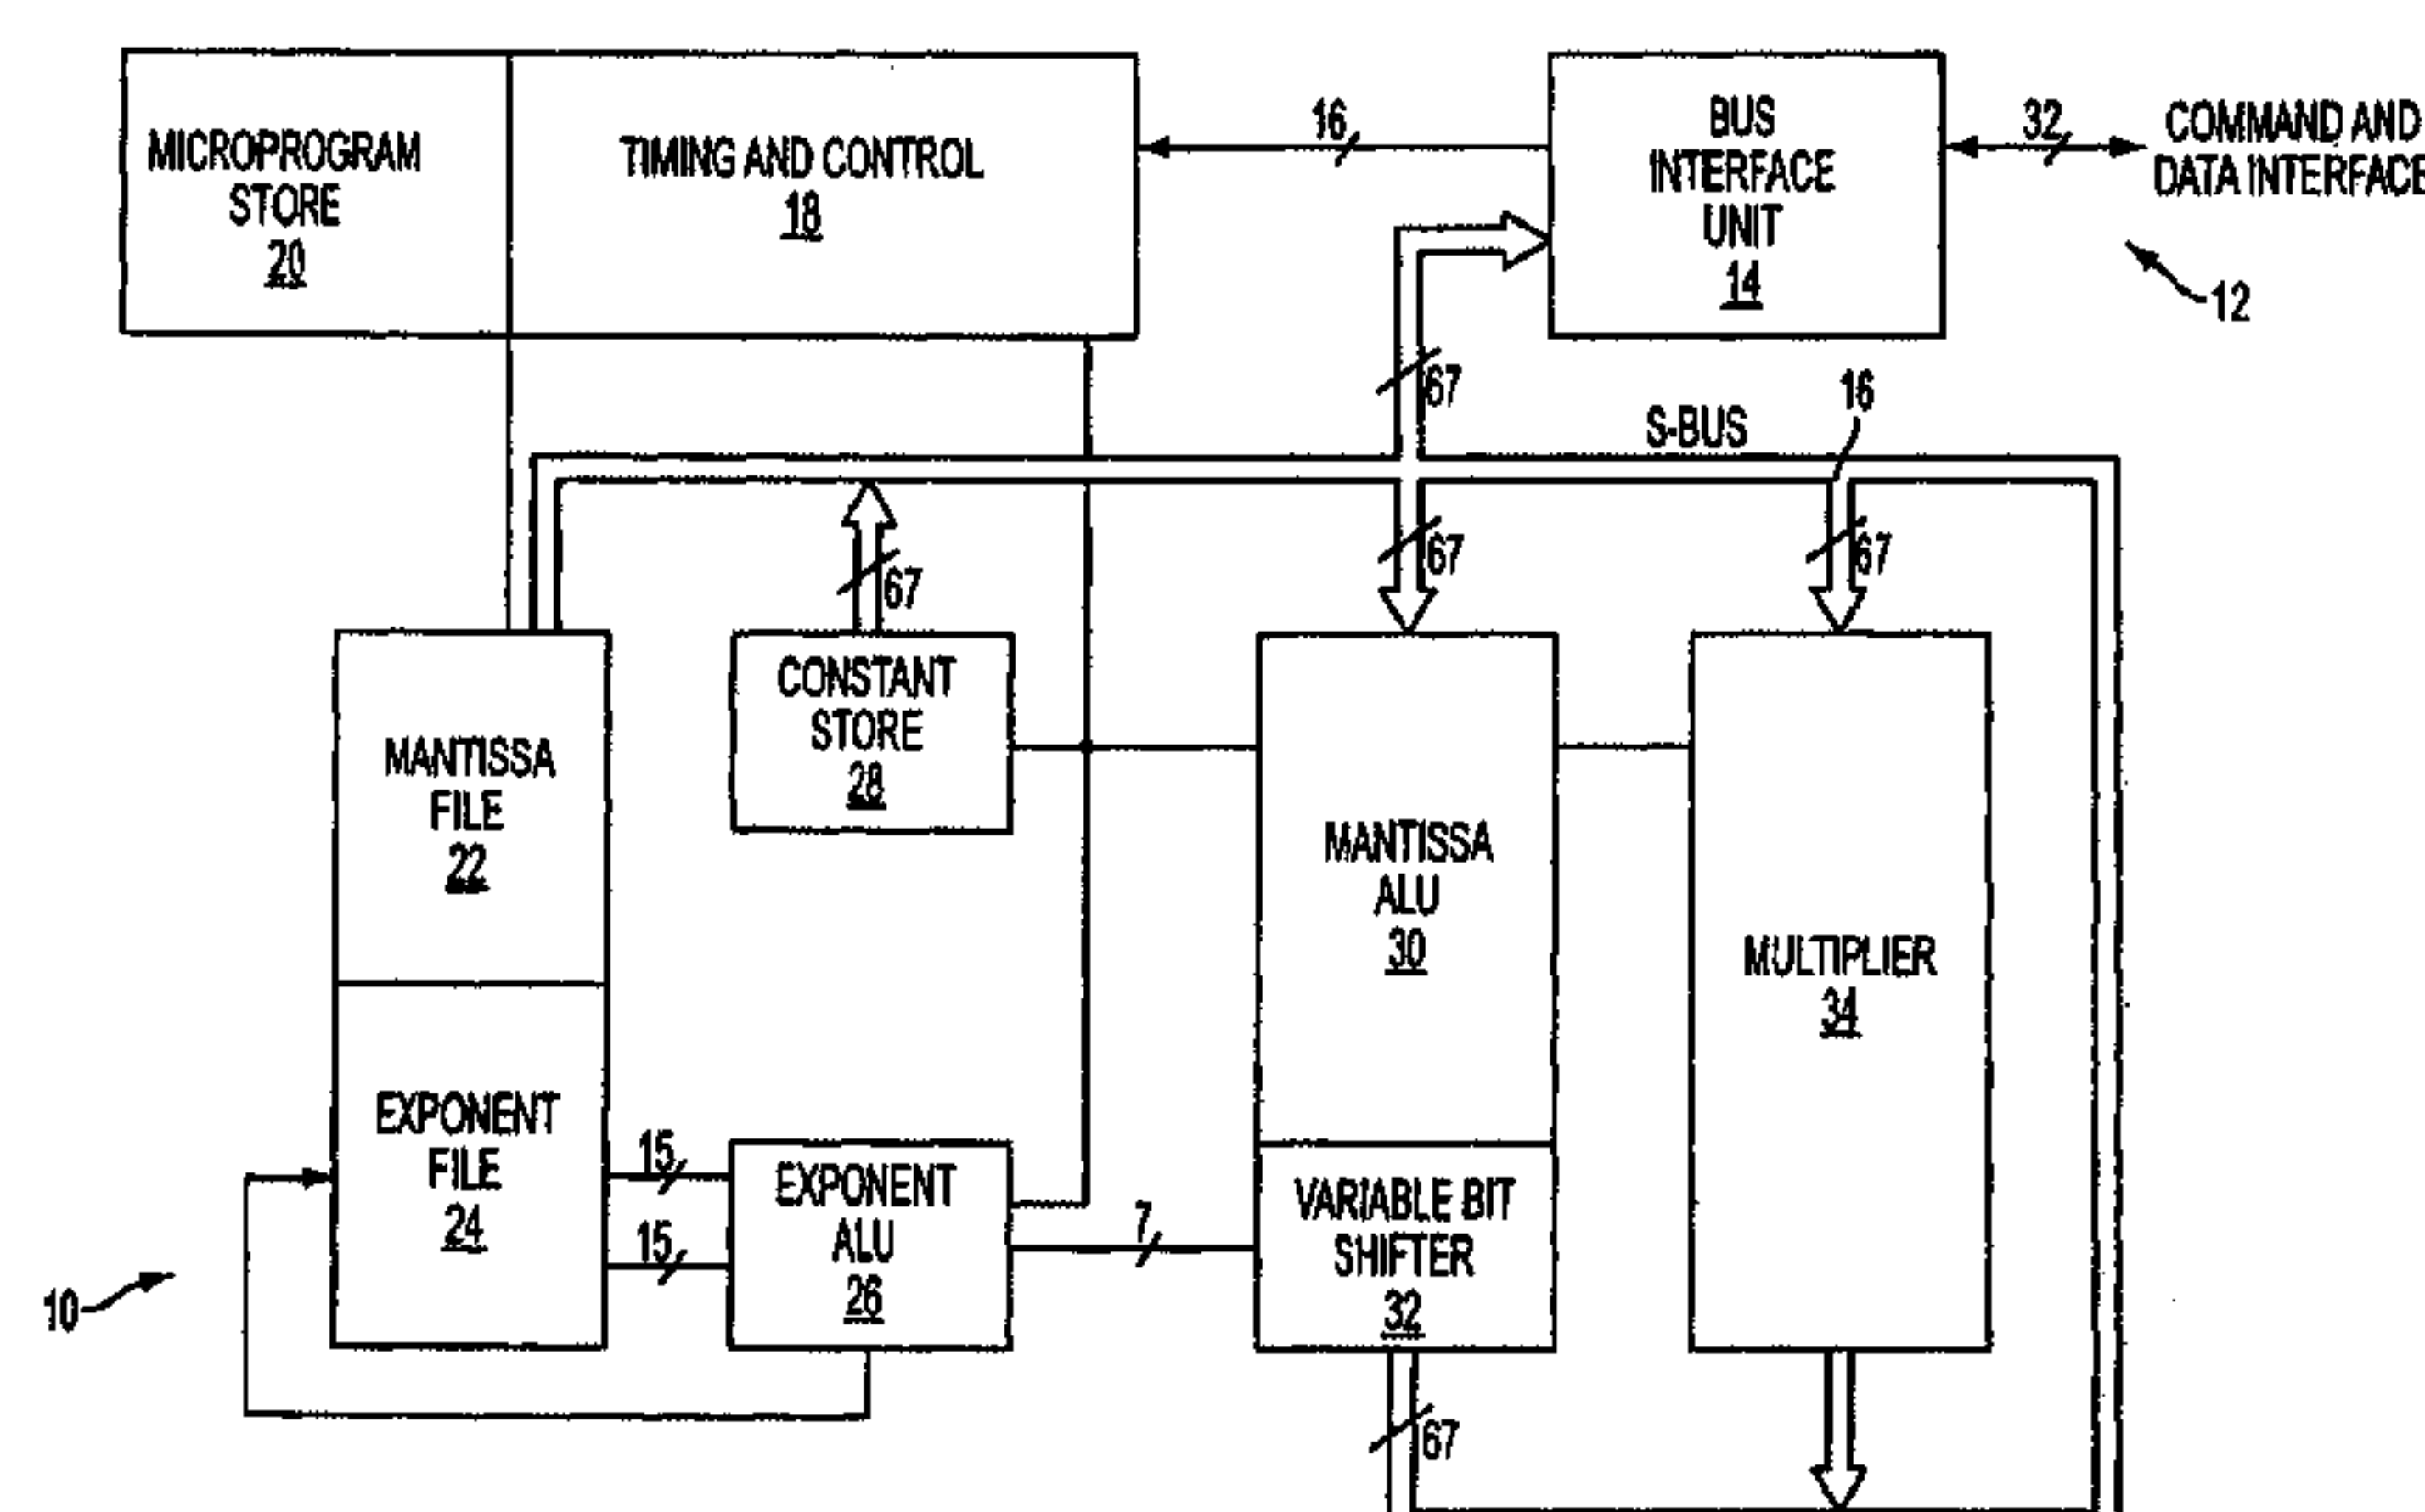 MICROPROGRAM
STORE
20
TIMING AND CONTROL
18
16
BUS
INTERFACE
UNIT
14
32
COMMAND AND
DATA INTERFACE
12
67
S-BUS
16
67
67
67
MANTISSA
FILE
22
CONSTANT
STORE
28
MANTISSA
ALU
30
MULTIPLIER
34
EXPONENT
FILE
24
15
15
EXPONENT
ALU
26
7
VARIABLE BIT
SHIFTER
32
10
67